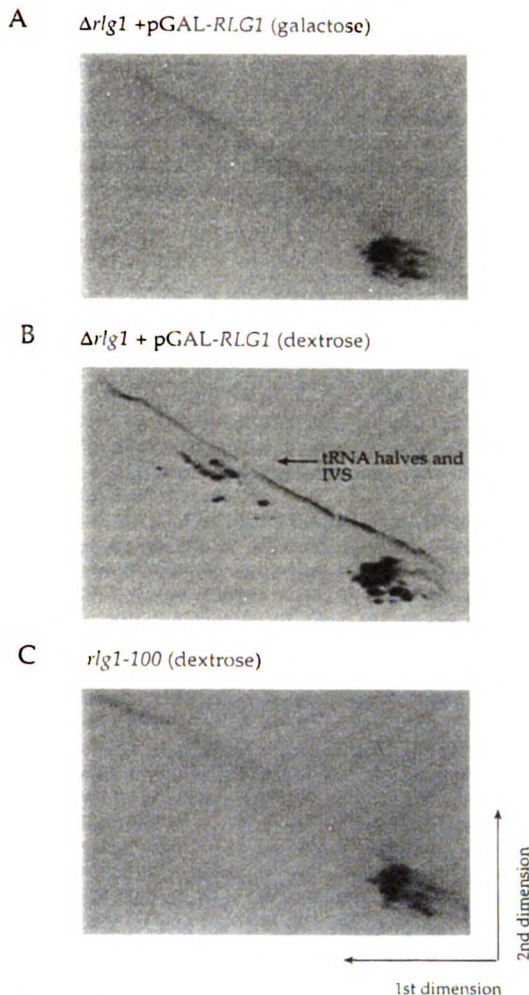 A
Δrlg1 +pGAL-RLG1 (galactose)
B
Δrlg1 + pGAL-RLG1 (dextrose)
tRNA halves and
IVS
C
rlg1-100 (dextrose)
2nd dimension
1st dimension